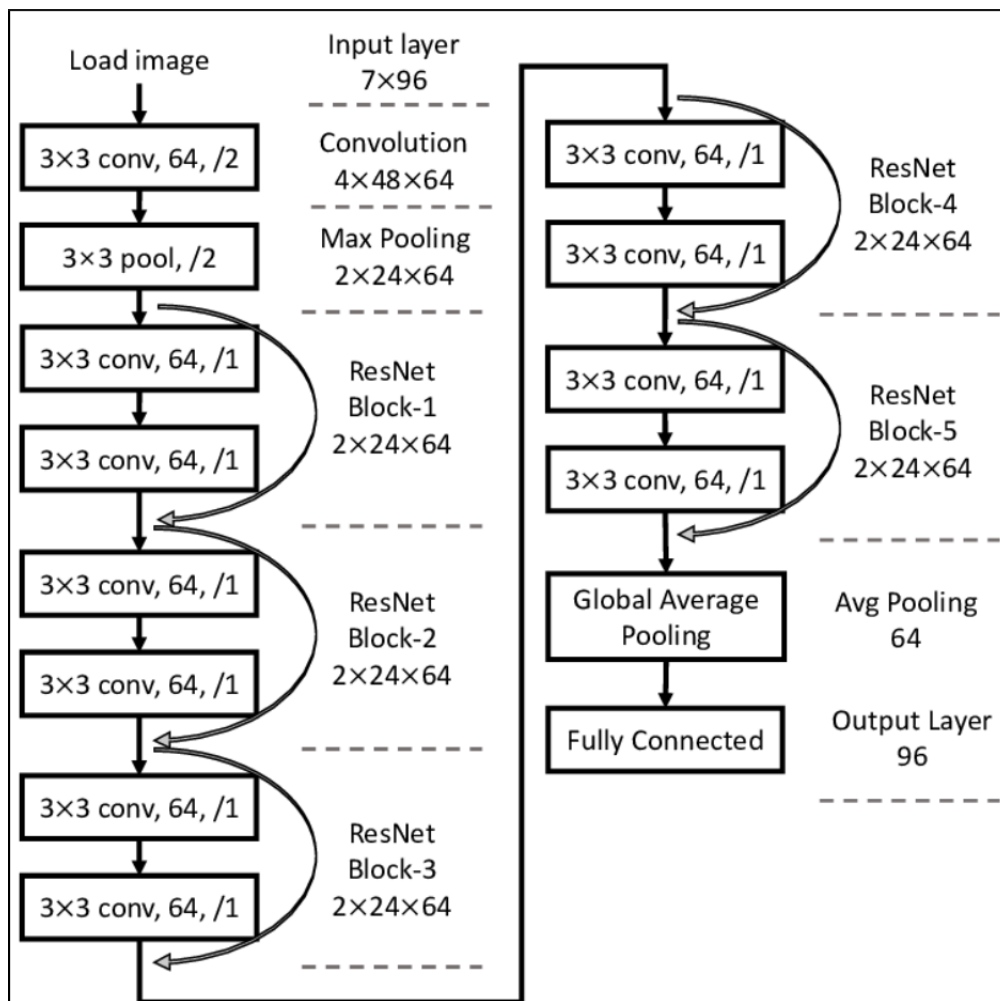 Load image
Input layer
7×96
3×3 conv, 64, /2
Convolution
4×48×64
3×3 pool, /2
Max Pooling
2×24×64
3×3 conv, 64, /1
3×3 conv, 64, /1
ResNet
Block-1
2×24×64
3×3 conv, 64, /1
3×3 conv, 64, /1
ResNet
Block-2
2×24×64
3×3 conv, 64, /1
3×3 conv, 64, /1
ResNet
Block-3
2×24×64
3×3 conv, 64, /1
3×3 conv, 64, /1
ResNet
Block-4
2×24×64
3×3 conv, 64, /1
3×3 conv, 64, /1
ResNet
Block-5
2×24×64
Global Average
Pooling
Avg Pooling
64
Fully Connected
Output Layer
96